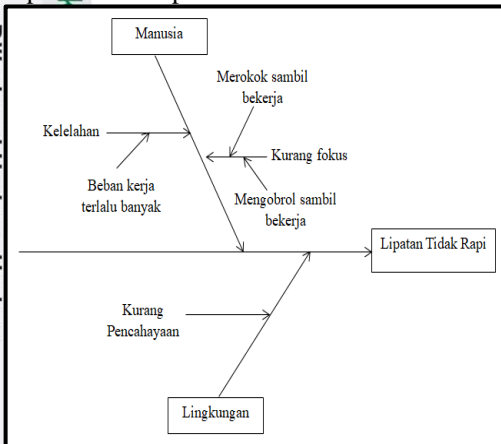 Manusia
Merokok sambil
bekerja
Kelelahan
Kurang fokus
Beban kerja
terlalu banyak
Mengobrol sambil
bekerja
Lipatan Tidak Rapi
Kurang
Pencahayaan
Lingkungan